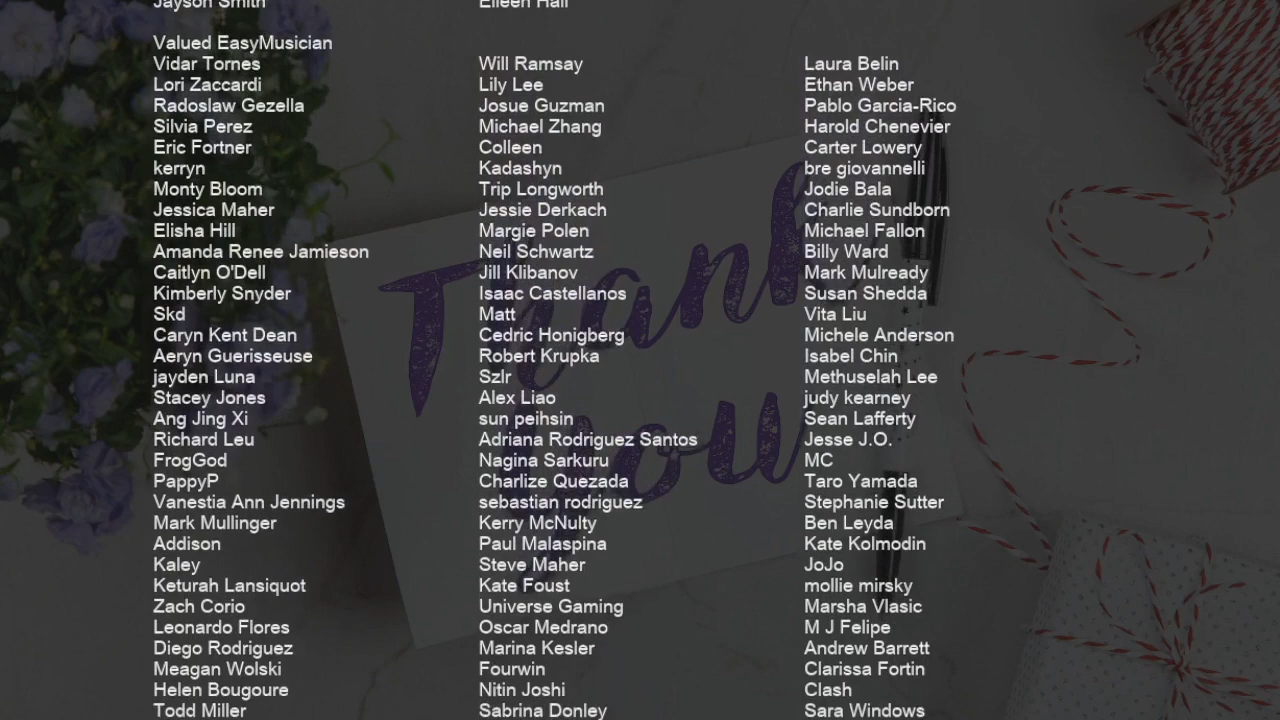 Jayson Smith
Eileen Hall
Valued EasyMusician
Vidar Tornes
Will Ramsay
Laura Belin
Lori Zaccardi
Lily Lee
Ethan Weber
Radoslaw Gezella
Josue Guzman
Pablo Garcia-Rico
Silvia Perez
Michael Zhang
Harold Chenevier
Eric Fortner
Colleen
Carter Lowery
kerryn
Kadashyn
bre giovannelli
Monty Bloom
Trip Longworth
Jodie Bala
Jessica Maher
Jessie Derkach
Charlie Sundborn
Elisha Hill
Margie Polen
Michael Fallon
Amanda Renee Jamieson
Neil Schwartz
Billy Ward
Caitlyn O'Dell
Jill Klibanov
Mark Mulready
Kimberly Snyder
Isaac Castellanos
Susan Shedda
Skd
Matt
Vita Liu
Caryn Kent Dean
Cedric Honigberg
Michele Anderson
Aeryn Guerisseuse
Robert Krupka
Isabel Chin
jayden Luna
Szlr
Methuselah Lee
Stacey Jones
Alex Liao
judy kearney
Ang Jing Xi
sun peihsin
Sean Lafferty
Richard Leu
Adriana Rodriguez Santos
Jesse J.O.
FrogGod
Nagina Sarkuru
MC
PappyP
Charlize Quezada
Taro Yamada
Vanestia Ann Jennings
sebastian rodriguez
Stephanie Sutter
Mark Mullinger
Kerry McNulty
Ben Leyda
Addison
Paul Malaspina
Kate Kolmodin
Kaley
Steve Maher
JoJo
Keturah Lansiquot
Kate Foust
mollie mirsky
Zach Corio
Universe Gaming
Marsha Vlasic
Leonardo Flores
Oscar Medrano
M J Felipe
Diego Rodriguez
Marina Kesler
Andrew Barrett
Meagan Wolski
Fourwin
Clarissa Fortin
Helen Bougoure
Nitin Joshi
Clash
Todd Miller
Sabrina Donley
Sara Windows
Thank
you